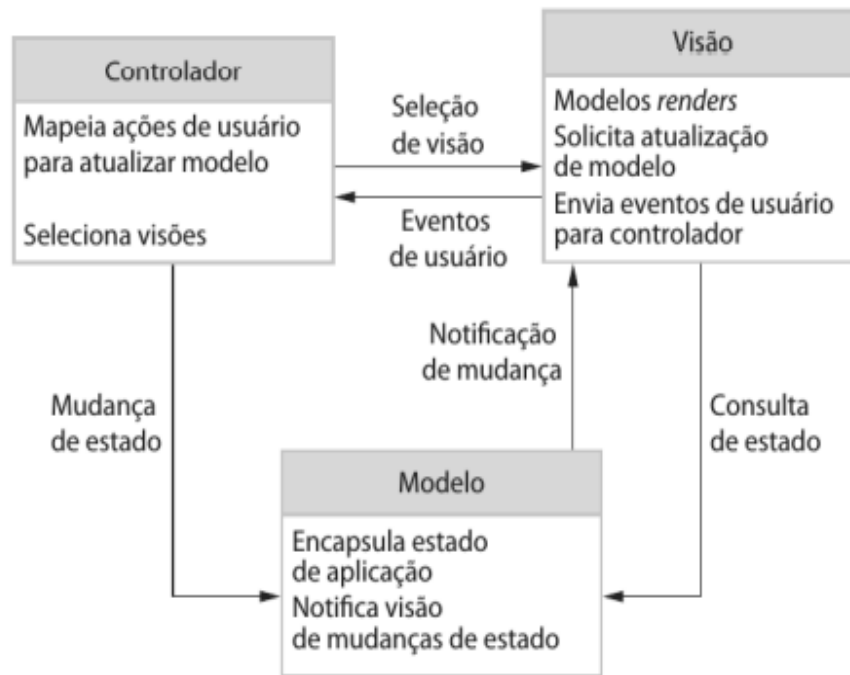 Controlador
Mapeia ações de usuário
para atualizar modelo
Seleciona visões
Seleção
de visão
Eventos
de usuário
Visão
Modelos renders
Solicita atualização
de modelo
Envia eventos de usuário
para controlador
Mudança
de estado
Notificação
de mudança
Consulta
de estado
Modelo
Encapsula estado
de aplicação
Notifica visão
de mudanças de estado